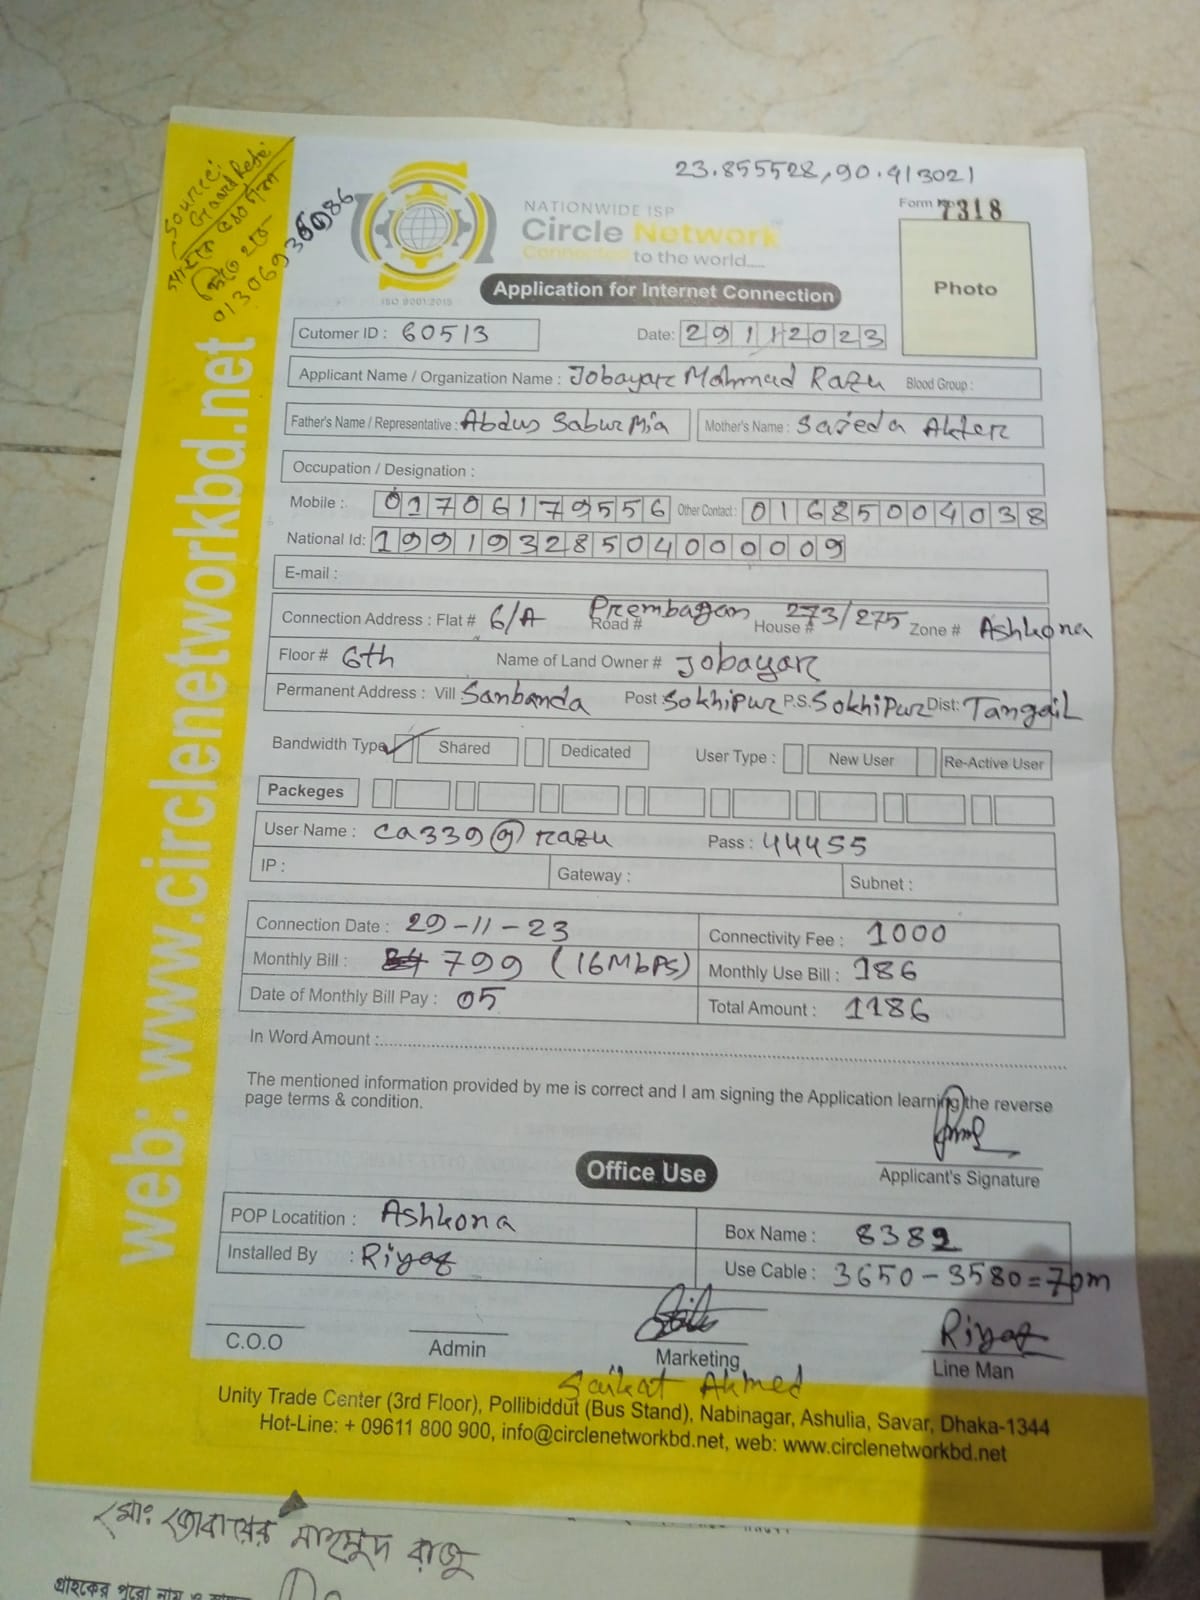 23.855528,90.413021
Source:
Guard Refe:
01306936986
NATIONWIDE ISP
Circle Network
Connected to the world.....
ISO 9001:2015
Form No 7318
Photo
Application for Internet Connection
Cutomer ID : 60513 Date: 29112023
Applicant Name / Organization Name : Jobayar Mahmud Razu Blood Group :
Father's Name / Representative : Abdus Sabur Mia Mother's Name : Sajeda Akter
Occupation / Designation :
Mobile : 01706179556 Other Contact : 01685004038
National Id: 19919328504000009
E-mail :
Connection Address : Flat # 6/A Road # Prembagan House # 273/275 Zone # Ashkona
Floor # 6th Name of Land Owner # Jobayar
Permanent Address : Vill Sanbanda Post : Sokhipur P.S. Sokhipur Dist: Tangail
Bandwidth Type Shared Dedicated User Type : New User Re-Active User
Packeges
User Name : ca339@razu Pass : 44455
IP : Gateway : Subnet :
Connection Date : 29-11-23 Connectivity Fee : 1000
Monthly Bill : 799 (16Mbps) Monthly Use Bill : 186
Date of Monthly Bill Pay : 05 Total Amount : 1186
In Word Amount :
The mentioned information provided by me is correct and I am signing the Application learning the reverse
page terms & condition.
Applicant's Signature
Office Use
POP Locatition : Ashkona Box Name : 8382
Installed By : Riyaz Use Cable : 3650-3580=70m
Riyaz
C.O.O Admin Marketing Line Man
Saikat Ahmed
Unity Trade Center (3rd Floor), Pollibiddut (Bus Stand), Nabinagar, Ashulia, Savar, Dhaka-1344
Hot-Line: + 09611 800 900, info@circlenetworkbd.net, web: www.circlenetworkbd.net
web: www.circlenetworkbd.net
মো: জোবায়ের মাহমুদ রাজু
গ্রাহকের পুরো নাম ও